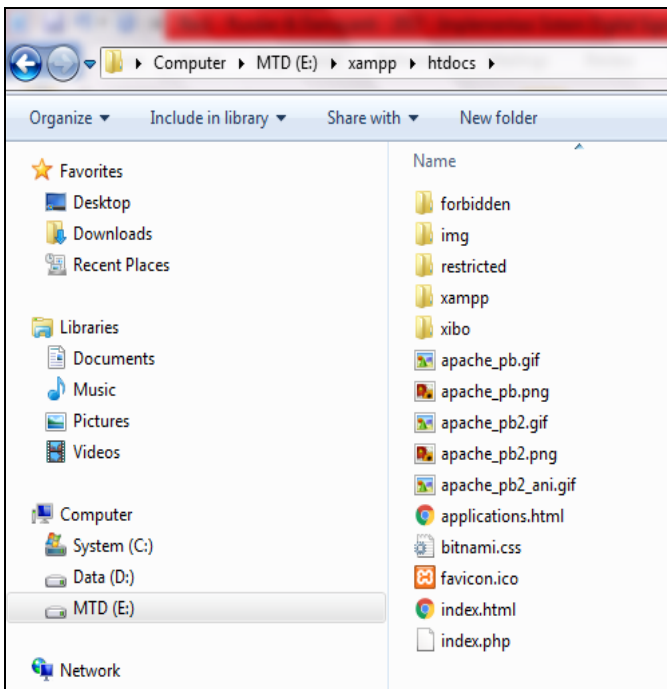 Computer MTD (E:) xampp htdocs
Organize Include in library Share with New folder
Favorites
Desktop
Downloads
Recent Places
Libraries
Documents
Music
Pictures
Videos
Computer
System (C:)
Data (D:)
MTD (E:)
Network
Name
forbidden
img
restricted
xampp
xibo
apache_pb.gif
apache_pb.png
apache_pb2.gif
apache_pb2.png
apache_pb2_ani.gif
applications.html
bitnami.css
favicon.ico
index.html
index.php